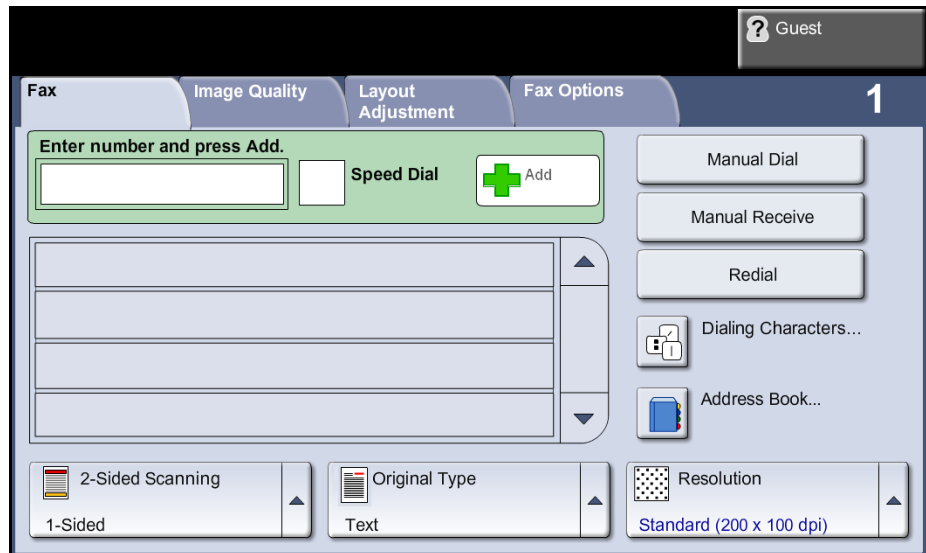 ? Guest
Fax
Image Quality
Layout
Adjustment
Fax Options
1
Enter number and press Add.
Speed Dial
Add
Manual Dial
Manual Receive
Redial
Dialing Characters...
Address Book...
2-Sided Scanning
1-Sided
Original Type
Text
Resolution
Standard (200 x 100 dpi)